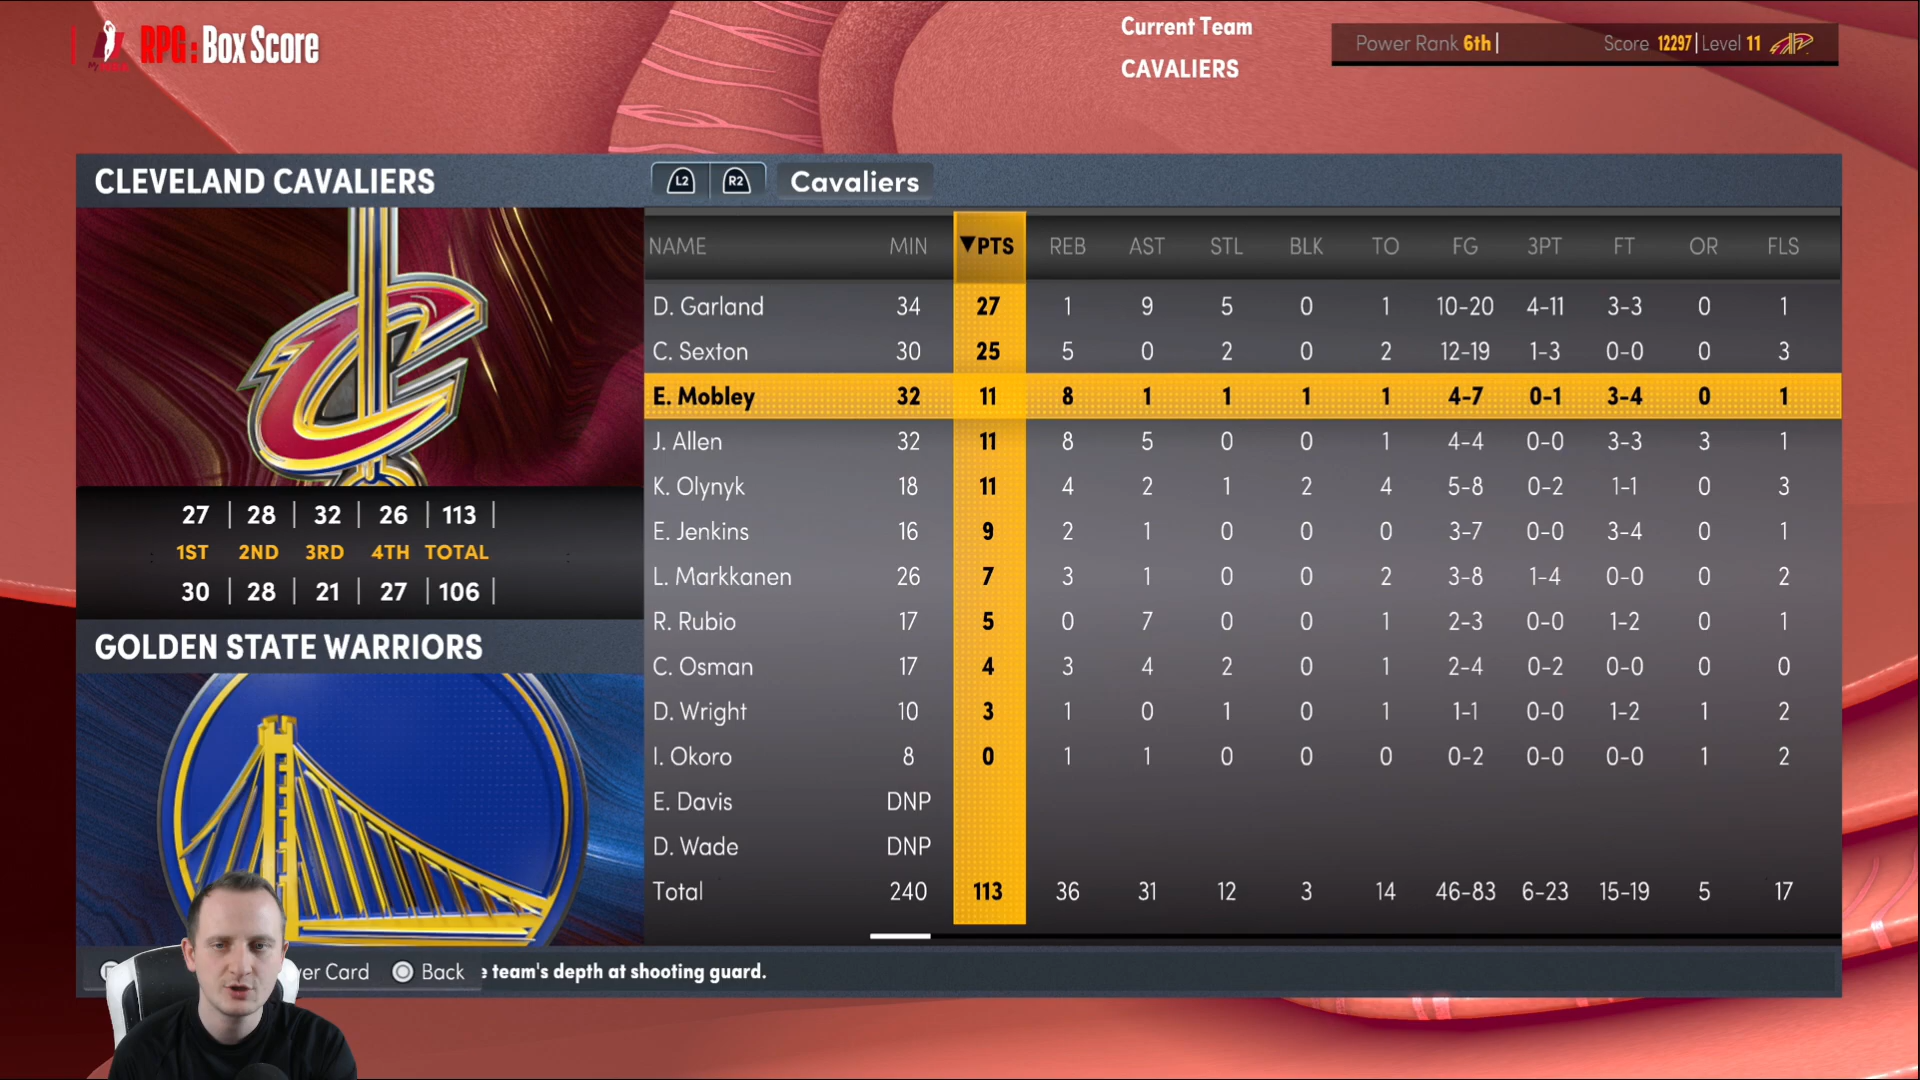 RPG: Box Score
Current Team
CAVALIERS
Power Rank 6th| Score 12297| Level 11
CLEVELAND CAVALIERS
L2 R2 Cavaliers
NAME MIN ▼PTS REB AST STL BLK TO FG 3PT FT OR FLS
D. Garland 34 27 1 9 5 0 1 10-20 4-11 3-3 0 1
C. Sexton 30 25 5 0 2 0 2 12-19 1-3 0-0 0 3
E. Mobley 32 11 8 1 1 1 1 4-7 0-1 3-4 0 1
J. Allen 32 11 8 5 0 0 1 4-4 0-0 3-3 3 1
K. Olynyk 18 11 4 2 1 2 4 5-8 0-2 1-1 0 3
E. Jenkins 16 9 2 1 0 0 0 3-7 0-0 3-4 0 1
L. Markkanen 26 7 3 1 0 0 2 3-8 1-4 0-0 0 2
R. Rubio 17 5 0 7 0 0 1 2-3 0-0 1-2 0 1
C. Osman 17 4 3 4 2 0 1 2-4 0-2 0-0 0 0
D. Wright 10 3 1 0 1 0 1 1-1 0-0 1-2 1 2
I. Okoro 8 0 1 1 0 0 0 0-2 0-0 0-0 1 2
E. Davis DNP
D. Wade DNP
Total 240 113 36 31 12 3 14 46-83 6-23 15-19 5 17
27 | 28 | 32 | 26 | 113 |
1ST 2ND 3RD 4TH TOTAL
30 | 28 | 21 | 27 | 106 |
GOLDEN STATE WARRIORS
er Card Back e team's depth at shooting guard.